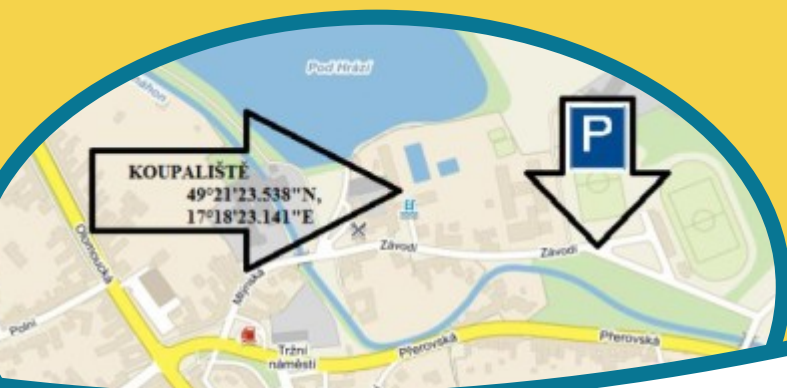 Pod Hrází
P
KOUPALIŠTĚ
49°21'23.538"N,
17°18'23.141"E
Olomoucká
Mlýnská
Závodí
Závodí
Polní
Tržní
náměstí
Přerovská
Přerovská